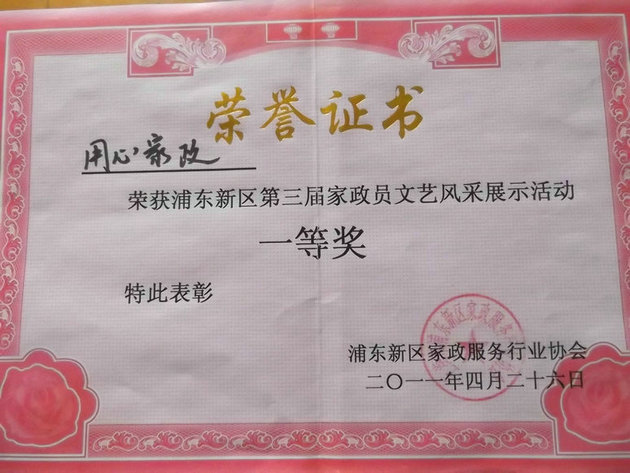 荣誉证书
用心家政
荣获浦东新区第三届家政员文艺风采展示活动
一等奖
特此表彰
浦东新区家政服务行业协会
二〇一一年四月二十六日